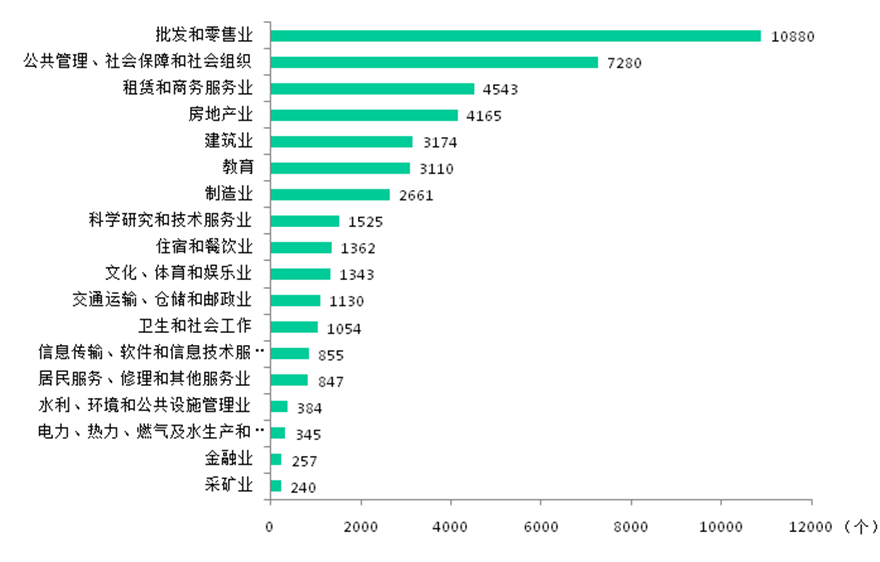 批发和零售业 10880
公共管理、社会保障和社会组织 7280
租赁和商务服务业 4543
房地产业 4165
建筑业 3174
教育 3110
制造业 2661
科学研究和技术服务业 1525
住宿和餐饮业 1362
文化、体育和娱乐业 1343
交通运输、仓储和邮政业 1130
卫生和社会工作 1054
信息传输、软件和信息技术服… 855
居民服务、修理和其他服务业 847
水利、环境和公共设施管理业 384
电力、热力、燃气及水生产和… 345
金融业 257
采矿业 240
0 2000 4000 6000 8000 10000 12000 （个）